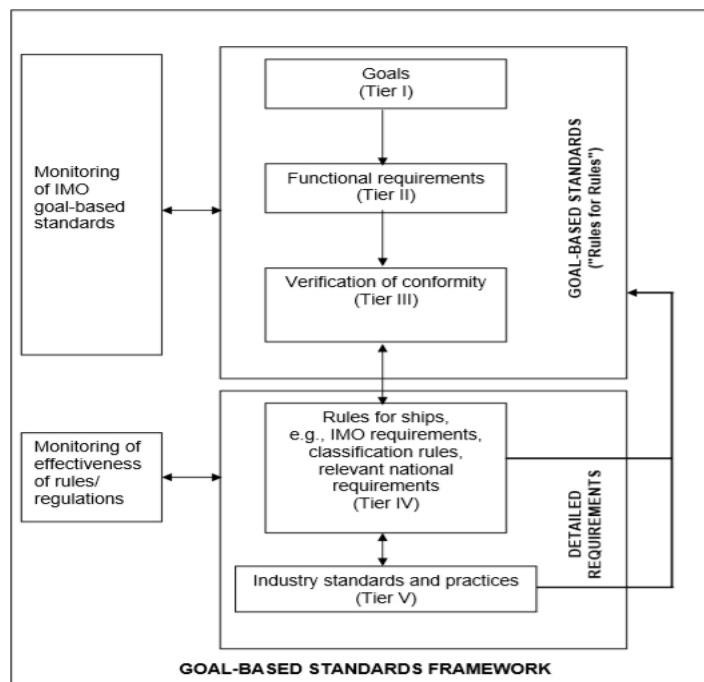 Goals
(Tier I)
Monitoring
of IMO
goal-based
standards
Functional requirements
(Tier II)
Verification of conformity
(Tier III)
GOAL-BASED STANDARDS
("Rules for Rules")
Monitoring of
effectiveness
of rules/
regulations
Rules for ships,
e.g., IMO requirements,
classification rules,
relevant national
requirements
(Tier IV)
Industry standards and practices
(Tier V)
DETAILED
REQUIREMENTS
GOAL-BASED STANDARDS FRAMEWORK